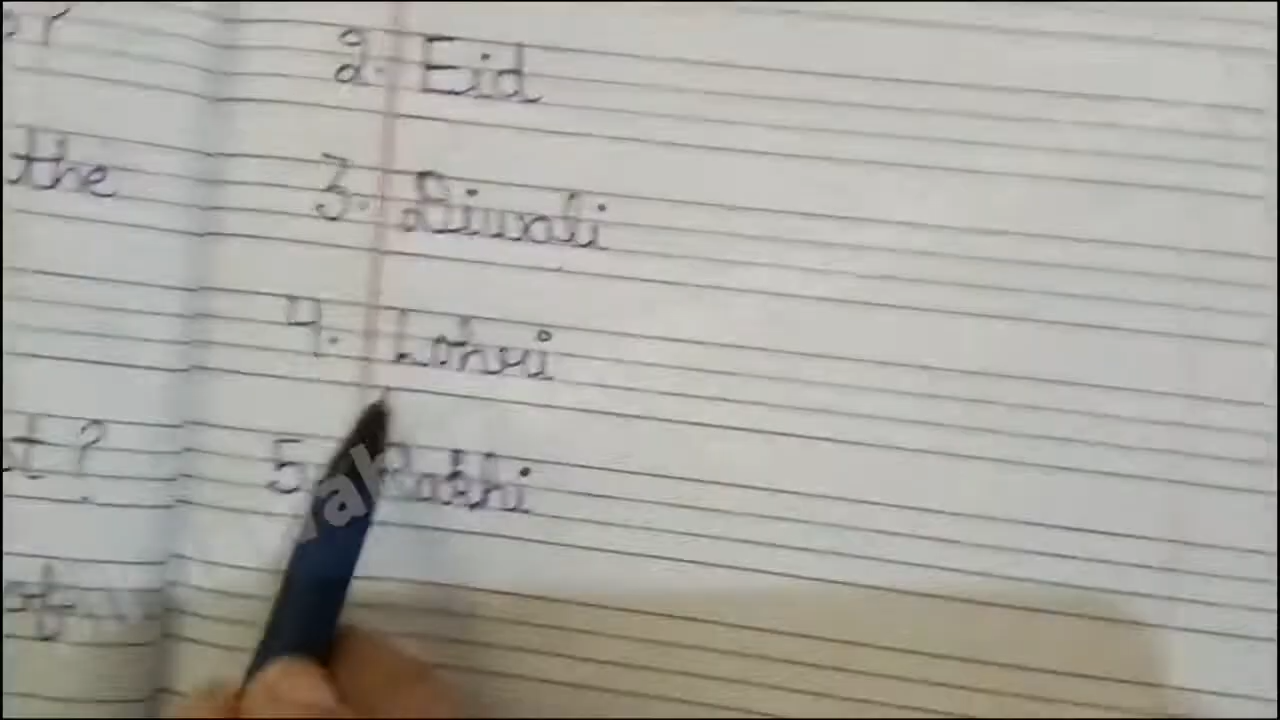 2. Eid
the
3. Diwali
4. Lohri
5. Rakhi